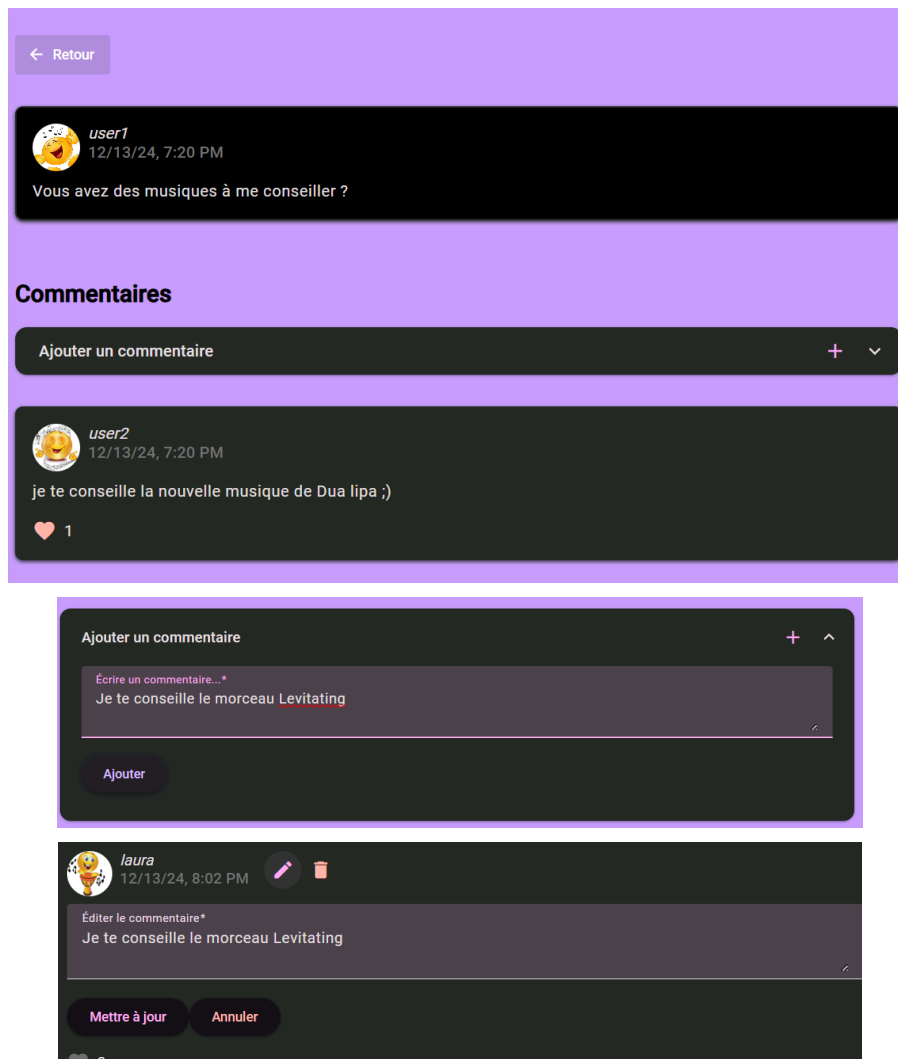 Retour
user1
12/13/24, 7:20 PM
Vous avez des musiques à me conseiller ?
Commentaires
Ajouter un commentaire
user2
12/13/24, 7:20 PM
je te conseille la nouvelle musique de Dua lipa ;)
1
Ajouter un commentaire
Écrire un commentaire...*
Je te conseille le morceau Levitating
Ajouter
laura
12/13/24, 8:02 PM
Éditer le commentaire*
Je te conseille le morceau Levitating
Mettre à jour Annuler